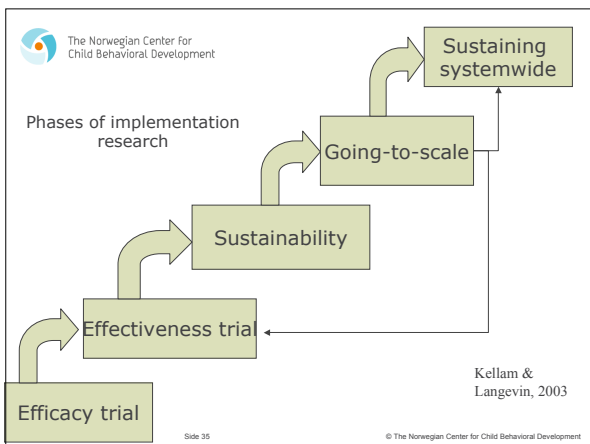 The Norwegian Center for
Child Behavioral Development
Sustaining
systemwide
Phases of implementation
research
Going-to-scale
Sustainability
Effectiveness trial
Kellam &
Langevin, 2003
Efficacy trial
Side 35
© The Norwegian Center for Child Behavioral Development